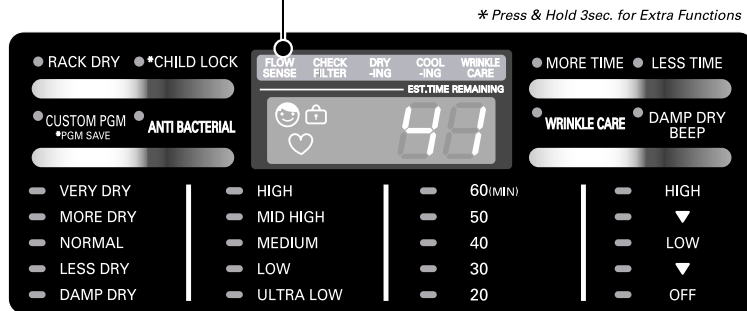 * Press & Hold 3sec. for Extra Functions
RACK DRY *CHILD LOCK
FLOW SENSE CHECK FILTER DRY -ING COOL -ING WRINKLE CARE
MORE TIME LESS TIME
EST.TIME REMAINING
41
CUSTOM PGM *PGM SAVE ANTI BACTERIAL
WRINKLE CARE DAMP DRY BEEP
VERY DRY HIGH 60(MIN) HIGH
MORE DRY MID HIGH 50 ▼
NORMAL MEDIUM 40 LOW
LESS DRY LOW 30 ▼
DAMP DRY ULTRA LOW 20 OFF